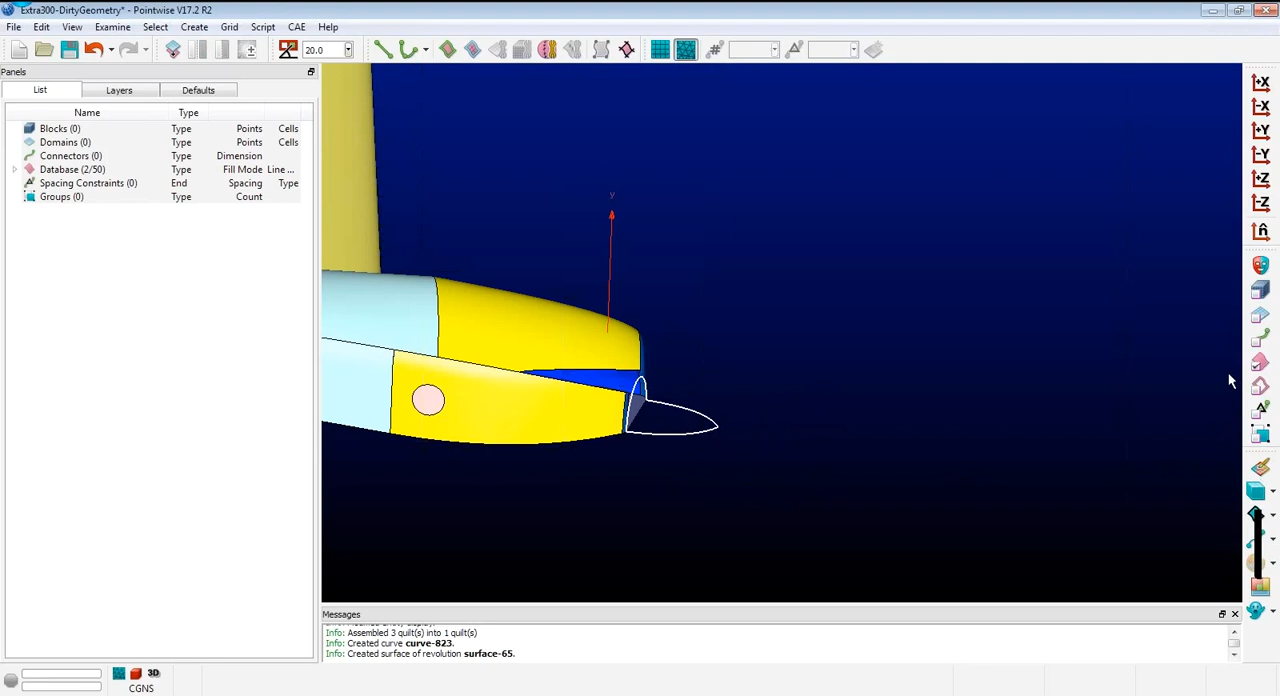 Extra300-DirtyGeometry* - Pointwise V17.2 R2
File Edit View Examine Select Create Grid Script CAE Help
20.0
Panels
List Layers Defaults
Name Type
Blocks (0) Type Points Cells
Domains (0) Type Points Cells
Connectors (0) Type Dimension
Database (2/50) Type Fill Mode Line ...
Spacing Constraints (0) End Spacing Type
Groups (0) Type Count
y
+X
-X
+Y
-Y
+Z
-Z
n
Messages
Info: Assembled 3 quilt(s) into 1 quilt(s)
Info: Created curve curve-823.
Info: Created surface of revolution surface-65.
3D
CGNS